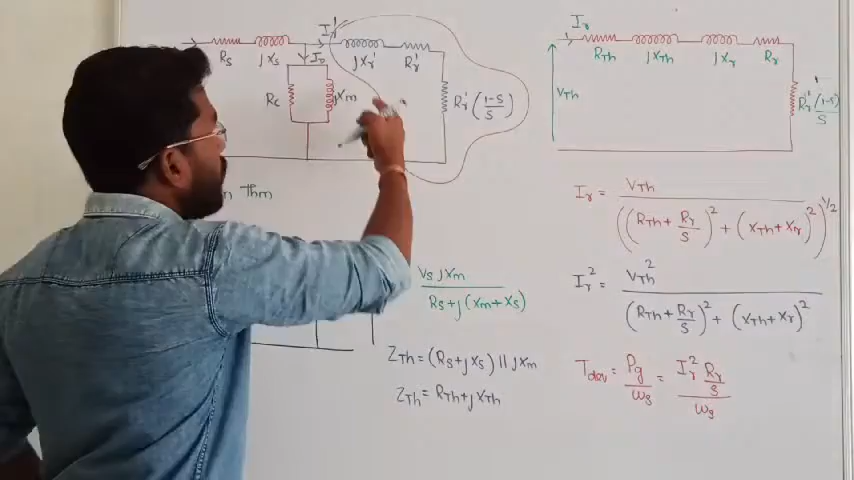 Ir'
Rs jXs I0 jXr' Rr'
Rc jXm Rr' (1-S/S)
thm
Vs jXm
Rs+j(Xm+Xs)
ZTh = (Rs+jXs) || jXm
ZTh = RTh+jXTh
Ir
RTh jXTh jXr Rr
VTh Rr' (1-S)/S
Ir = VTh
((RTh + Rr/S)² + (XTh+Xr)²)^1/2
Ir² = VTh²
(RTh + Rr/S)² + (XTh+Xr)²
Tdev = Pg/ωs = Ir² Rr/S
ωs